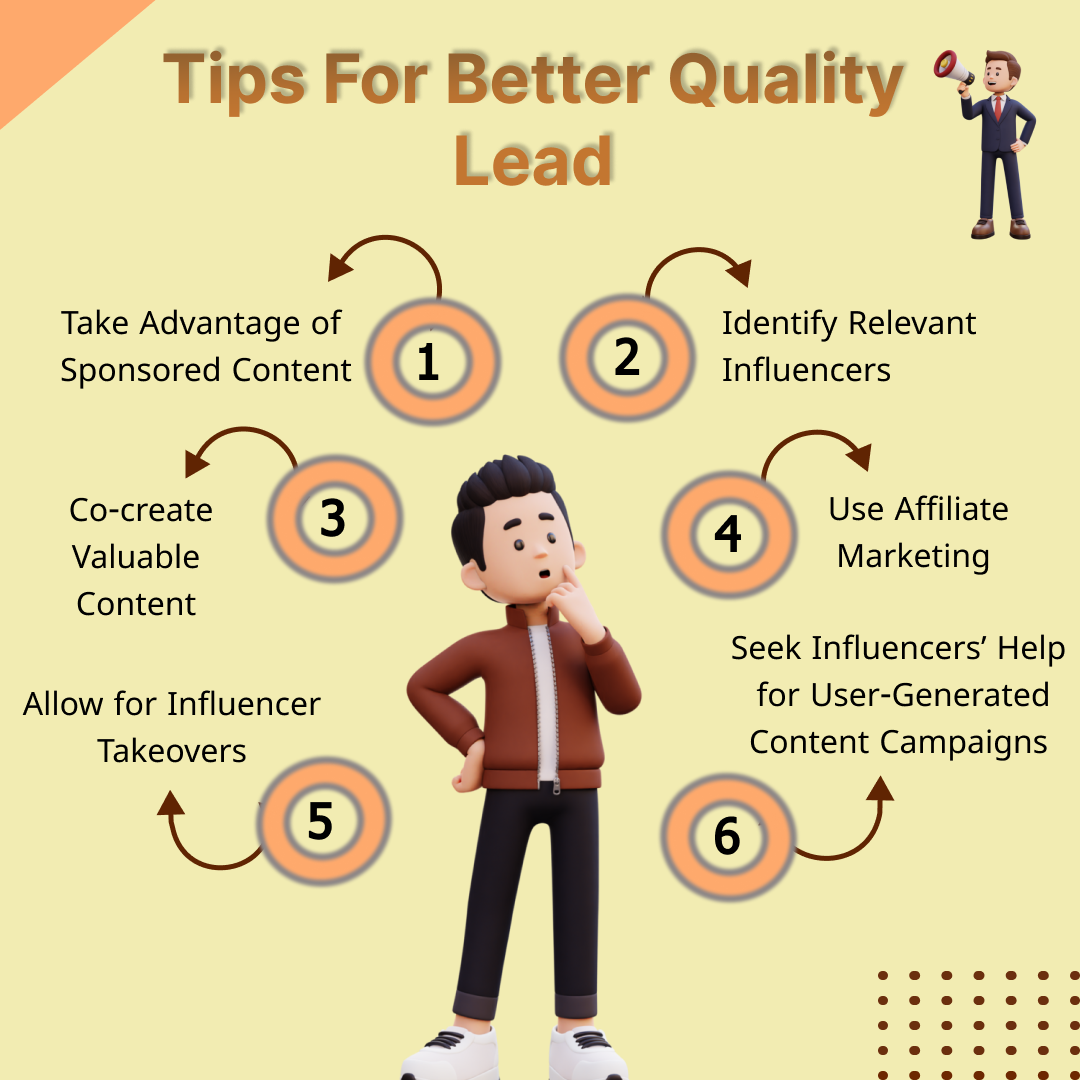 Tips For Better Quality
Lead
1
Take Advantage of
Sponsored Content
2
Identify Relevant
Influencers
3
Co-create
Valuable
Content
4
Use Affiliate
Marketing
5
Allow for Influencer
Takeovers
6
Seek Influencers’ Help
for User-Generated
Content Campaigns